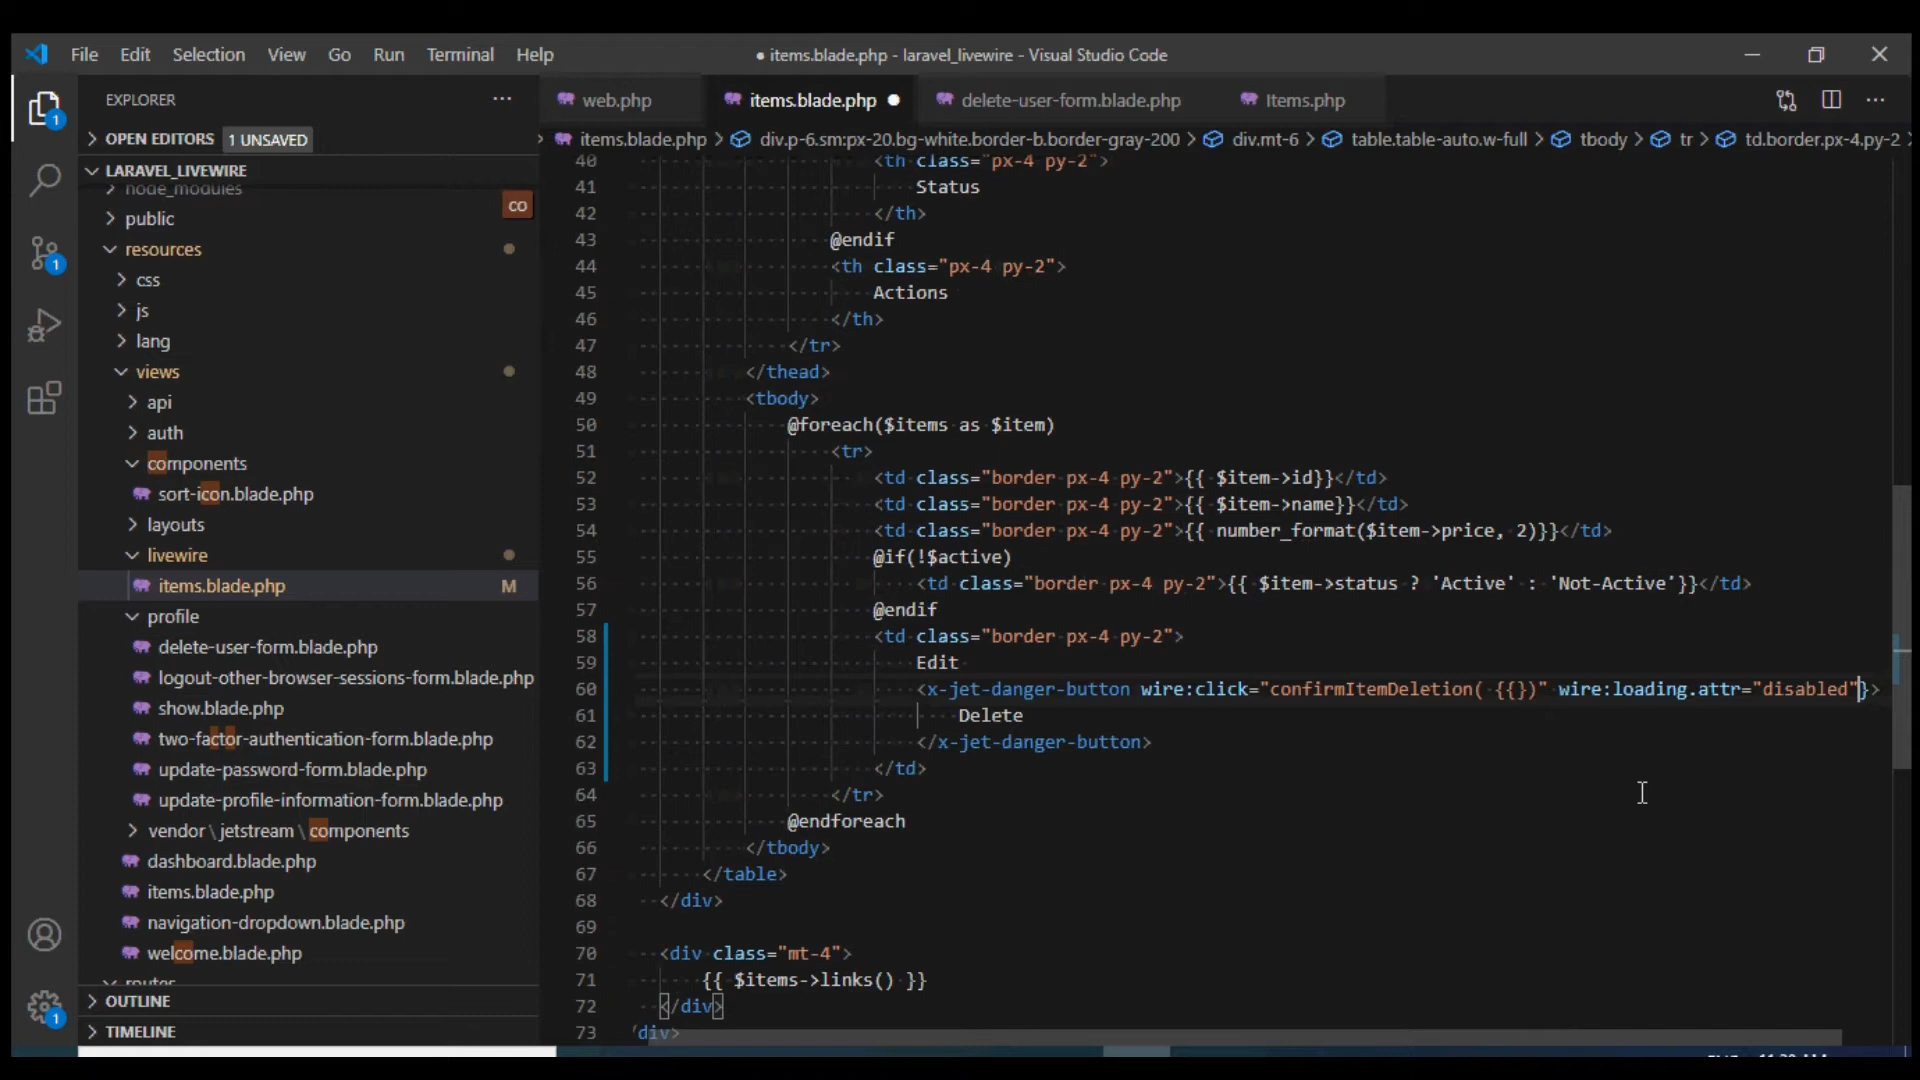 File Edit Selection View Go Run Terminal Help
● items.blade.php - laravel_livewire - Visual Studio Code
EXPLORER ···
web.php items.blade.php ● delete-user-form.blade.php Items.php ···
OPEN EDITORS 1 UNSAVED
items.blade.php > div.p-6.sm:px-20.bg-white.border-b.border-gray-200 > div.mt-6 > table.table-auto.w-full > tbody > tr > td.border.px-4.py-2 >
LARAVEL_LIVEWIRE
node_modules
public
resources
css
js
lang
views
api
auth
components
sort-icon.blade.php
layouts
livewire
items.blade.php M
profile
delete-user-form.blade.php
logout-other-browser-sessions-form.blade.php
show.blade.php
two-factor-authentication-form.blade.php
update-password-form.blade.php
update-profile-information-form.blade.php
vendor \ jetstream \ components
dashboard.blade.php
items.blade.php
navigation-dropdown.blade.php
welcome.blade.php
routes
OUTLINE
TIMELINE
co
1
1
1
40 <th class="px-4 py-2">
41 Status
42 </th>
43 @endif
44 <th class="px-4 py-2">
45 Actions
46 </th>
47 </tr>
48 </thead>
49 <tbody>
50 @foreach($items as $item)
51 <tr>
52 <td class="border px-4 py-2">{{ $item->id}}</td>
53 <td class="border px-4 py-2">{{ $item->name}}</td>
54 <td class="border px-4 py-2">{{ number_format($item->price, 2)}}</td>
55 @if(!$active)
56 <td class="border px-4 py-2">{{ $item->status ? 'Active' : 'Not-Active'}}</td>
57 @endif
58 <td class="border px-4 py-2">
59 Edit
60 <x-jet-danger-button wire:click="confirmItemDeletion( {{})" wire:loading.attr="disabled"}>
61 Delete
62 </x-jet-danger-button>
63 </td>
64 </tr>
65 @endforeach
66 </tbody>
67 </table>
68 </div>
69
70 <div class="mt-4">
71 {{ $items->links() }}
72 </div>
73 div>